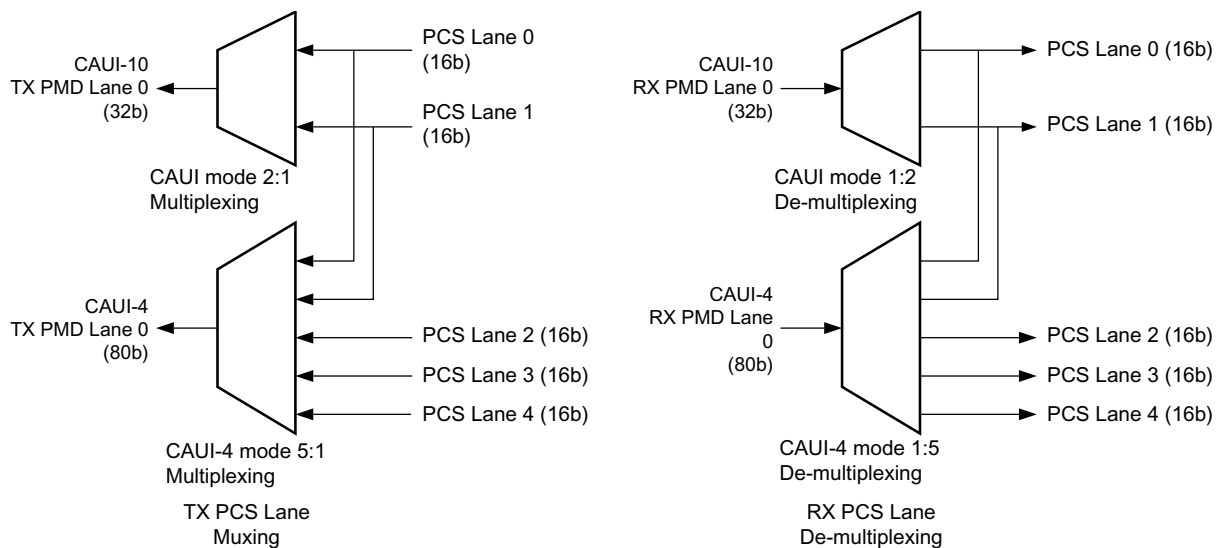 CAUI-10
TX PMD Lane 0
(32b)
PCS Lane 0
(16b)
PCS Lane 1
(16b)
CAUI mode 2:1
Multiplexing
CAUI-4
TX PMD Lane 0
(80b)
PCS Lane 2 (16b)
PCS Lane 3 (16b)
PCS Lane 4 (16b)
CAUI-4 mode 5:1
Multiplexing
TX PCS Lane
Muxing
CAUI-10
RX PMD Lane 0
(32b)
PCS Lane 0 (16b)
PCS Lane 1 (16b)
CAUI mode 1:2
De-multiplexing
CAUI-4
RX PMD Lane
0
(80b)
PCS Lane 2 (16b)
PCS Lane 3 (16b)
PCS Lane 4 (16b)
CAUI-4 mode 1:5
De-multiplexing
RX PCS Lane
De-multiplexing